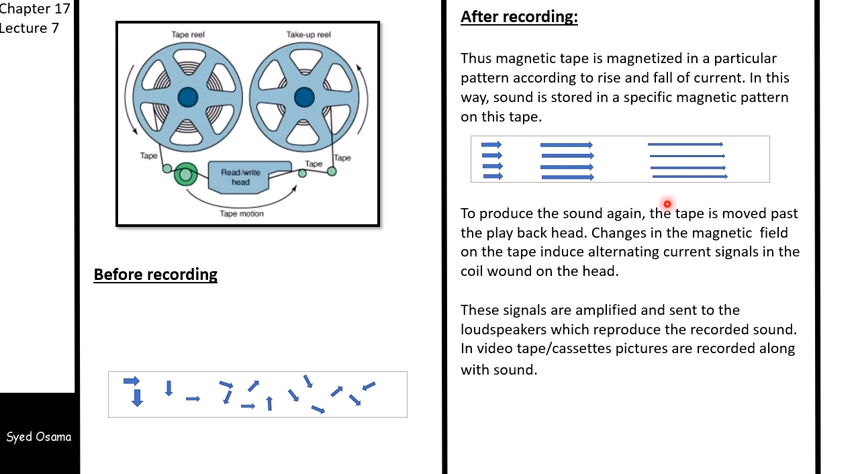 Chapter 17
Lecture 7
Tape reel
Take-up reel
Tape
Read/write
head
Tape
Tape
Tape motion
Before recording
Syed Osama
After recording:
Thus magnetic tape is magnetized in a particular
pattern according to rise and fall of current. In this
way, sound is stored in a specific magnetic pattern
on this tape.
To produce the sound again, the tape is moved past
the play back head. Changes in the magnetic field
on the tape induce alternating current signals in the
coil wound on the head.
These signals are amplified and sent to the
loudspeakers which reproduce the recorded sound.
In video tape/cassettes pictures are recorded along
with sound.